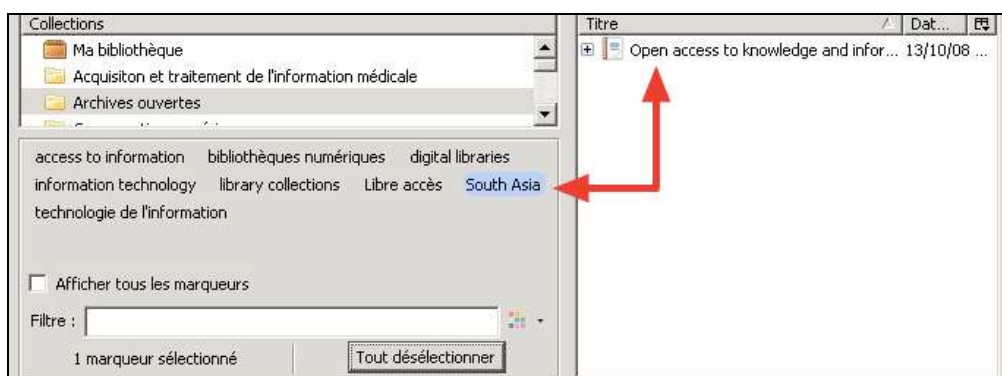 Collections
Ma bibliothèque
Acquisiton et traitement de l'information médicale
Archives ouvertes
access to information bibliothèques numériques digital libraries
information technology library collections Libre accès South Asia
technologie de l'information
Afficher tous les marqueurs
Filtre :
1 marqueur sélectionné Tout désélectionner
Titre Dat...
Open access to knowledge and infor... 13/10/08 ...